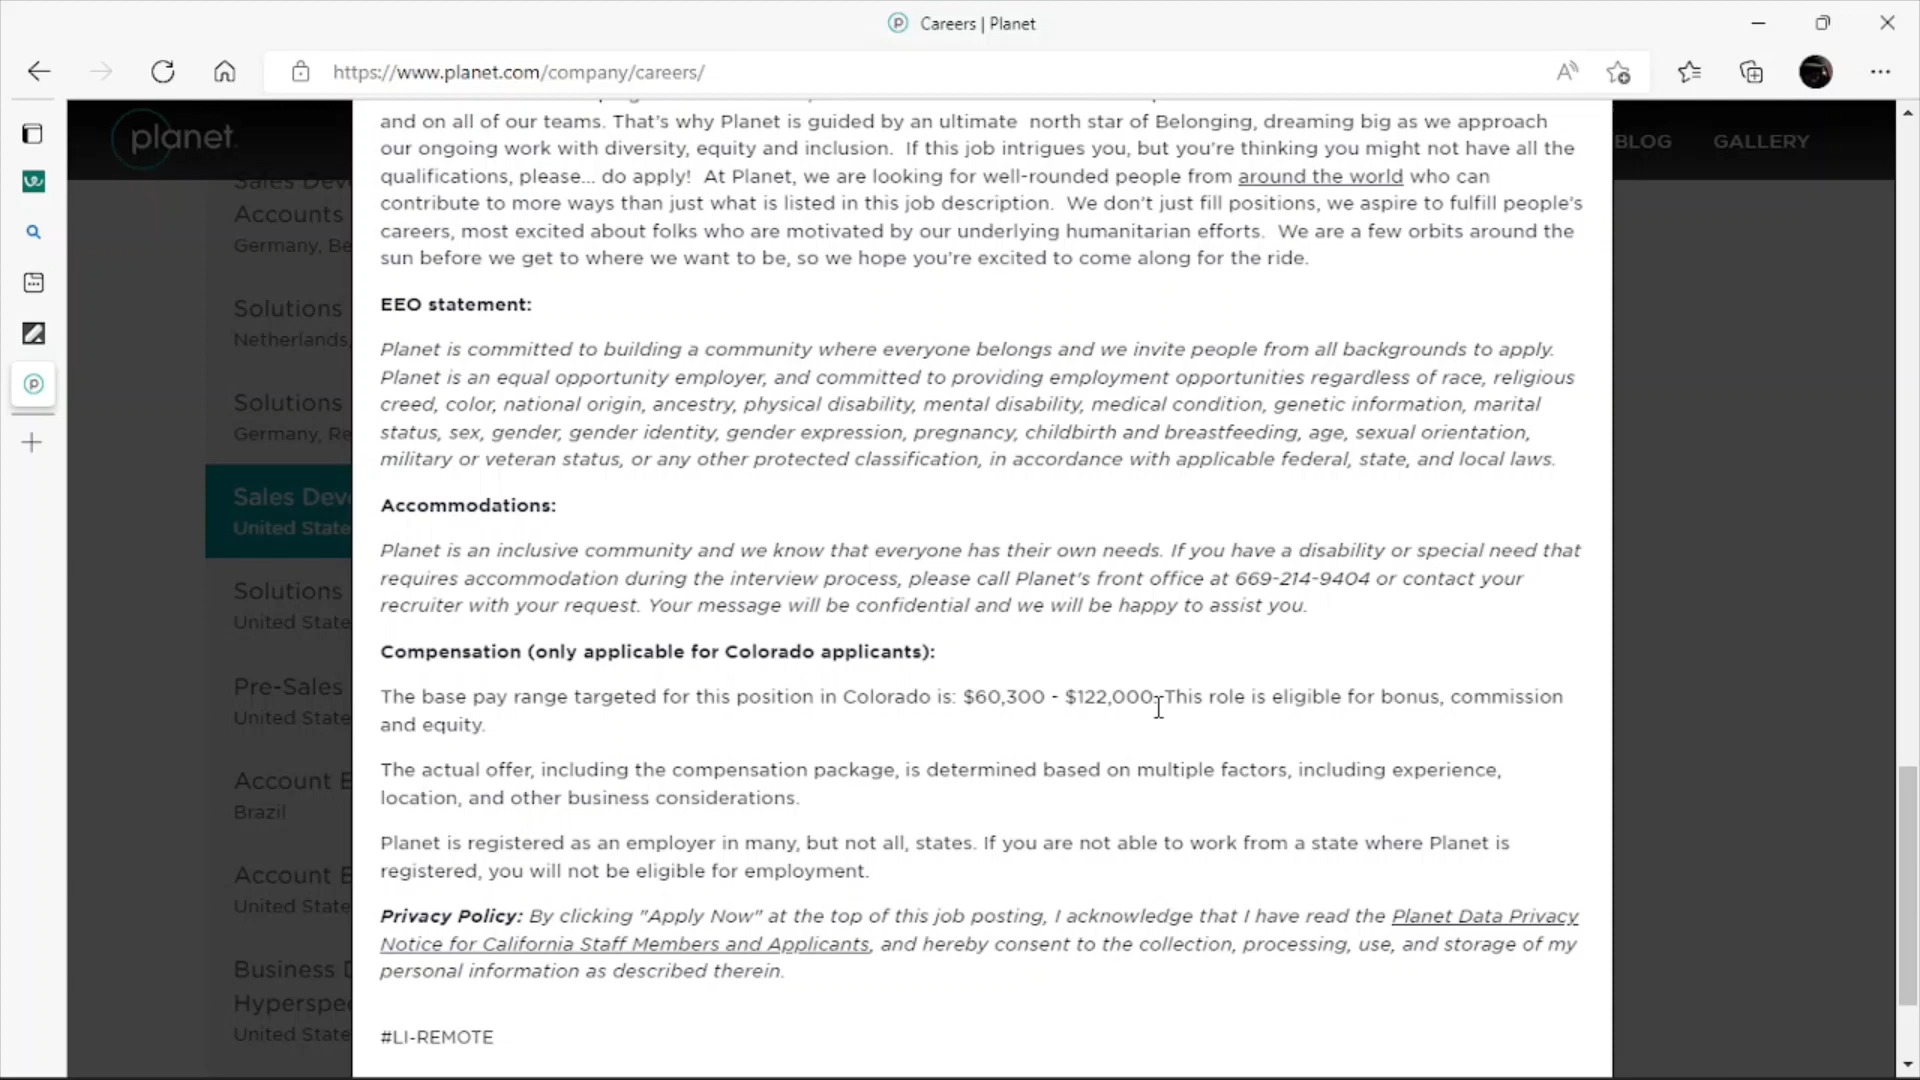 Careers | Planet
https://www.planet.com/company/careers/
planet
BLOG
GALLERY
and on all of our teams. That's why Planet is guided by an ultimate north star of Belonging, dreaming big as we approach
our ongoing work with diversity, equity and inclusion. If this job intrigues you, but you're thinking you might not have all the
qualifications, please... do apply! At Planet, we are looking for well-rounded people from around the world who can
contribute to more ways than just what is listed in this job description. We don't just fill positions, we aspire to fulfill people's
careers, most excited about folks who are motivated by our underlying humanitarian efforts. We are a few orbits around the
sun before we get to where we want to be, so we hope you're excited to come along for the ride.
EEO statement:
Planet is committed to building a community where everyone belongs and we invite people from all backgrounds to apply.
Planet is an equal opportunity employer, and committed to providing employment opportunities regardless of race, religious
creed, color, national origin, ancestry, physical disability, mental disability, medical condition, genetic information, marital
status, sex, gender, gender identity, gender expression, pregnancy, childbirth and breastfeeding, age, sexual orientation,
military or veteran status, or any other protected classification, in accordance with applicable federal, state, and local laws.
Accommodations:
Planet is an inclusive community and we know that everyone has their own needs. If you have a disability or special need that
requires accommodation during the interview process, please call Planet's front office at 669-214-9404 or contact your
recruiter with your request. Your message will be confidential and we will be happy to assist you.
Compensation (only applicable for Colorado applicants):
The base pay range targeted for this position in Colorado is: $60,300 - $122,000. This role is eligible for bonus, commission
and equity.
The actual offer, including the compensation package, is determined based on multiple factors, including experience,
location, and other business considerations.
Planet is registered as an employer in many, but not all, states. If you are not able to work from a state where Planet is
registered, you will not be eligible for employment.
Privacy Policy: By clicking "Apply Now" at the top of this job posting, I acknowledge that I have read the Planet Data Privacy
Notice for California Staff Members and Applicants, and hereby consent to the collection, processing, use, and storage of my
personal information as described therein.
#LI-REMOTE
Sales Deve
Accounts
Germany, Be
Solutions
Netherlands,
Solutions
Germany, Re
Sales Deve
United State
Solutions
United State
Pre-Sales
United State
Account E
Brazil
Account E
United State
Business D
Hyperspe
United State